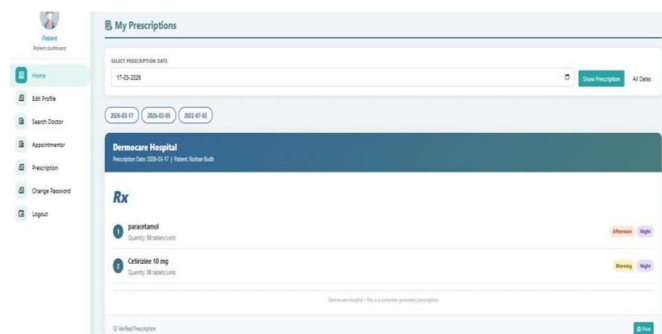 Patient
Patient dashboard
Home
Edit Profile
Search Doctor
Appointmentor
Prescription
Change Password
Logout
My Prescriptions
SELECT PRESCRIPTION DATE
17-03-2026
Show Prescription
All Dates
2026-03-17
2026-03-05
2022-07-02
Dermocare Hospital
Prescription Date: 2026-03-17 | Patient: Roshan Budh
Rx
1
paracetamol
Quantity: 10 tablets/units
Afternoon
Night
2
Cetirizine 10 mg
Quantity: 10 tablets/units
Morning
Night
Dermocare Hospital - This is a computer generated prescription
Verified Prescription
Print